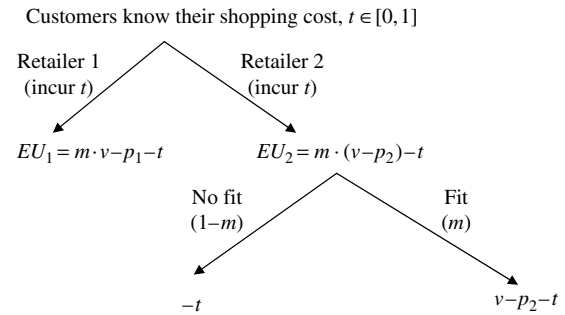 Customers know their shopping cost, t ∈ [0, 1]
Retailer 1
(incur t)
Retailer 2
(incur t)
EU₁ = m · v – p₁ – t
EU₂ = m · (v – p₂) – t
No fit
(1 – m)
Fit
(m)
– t
v – p₂ – t